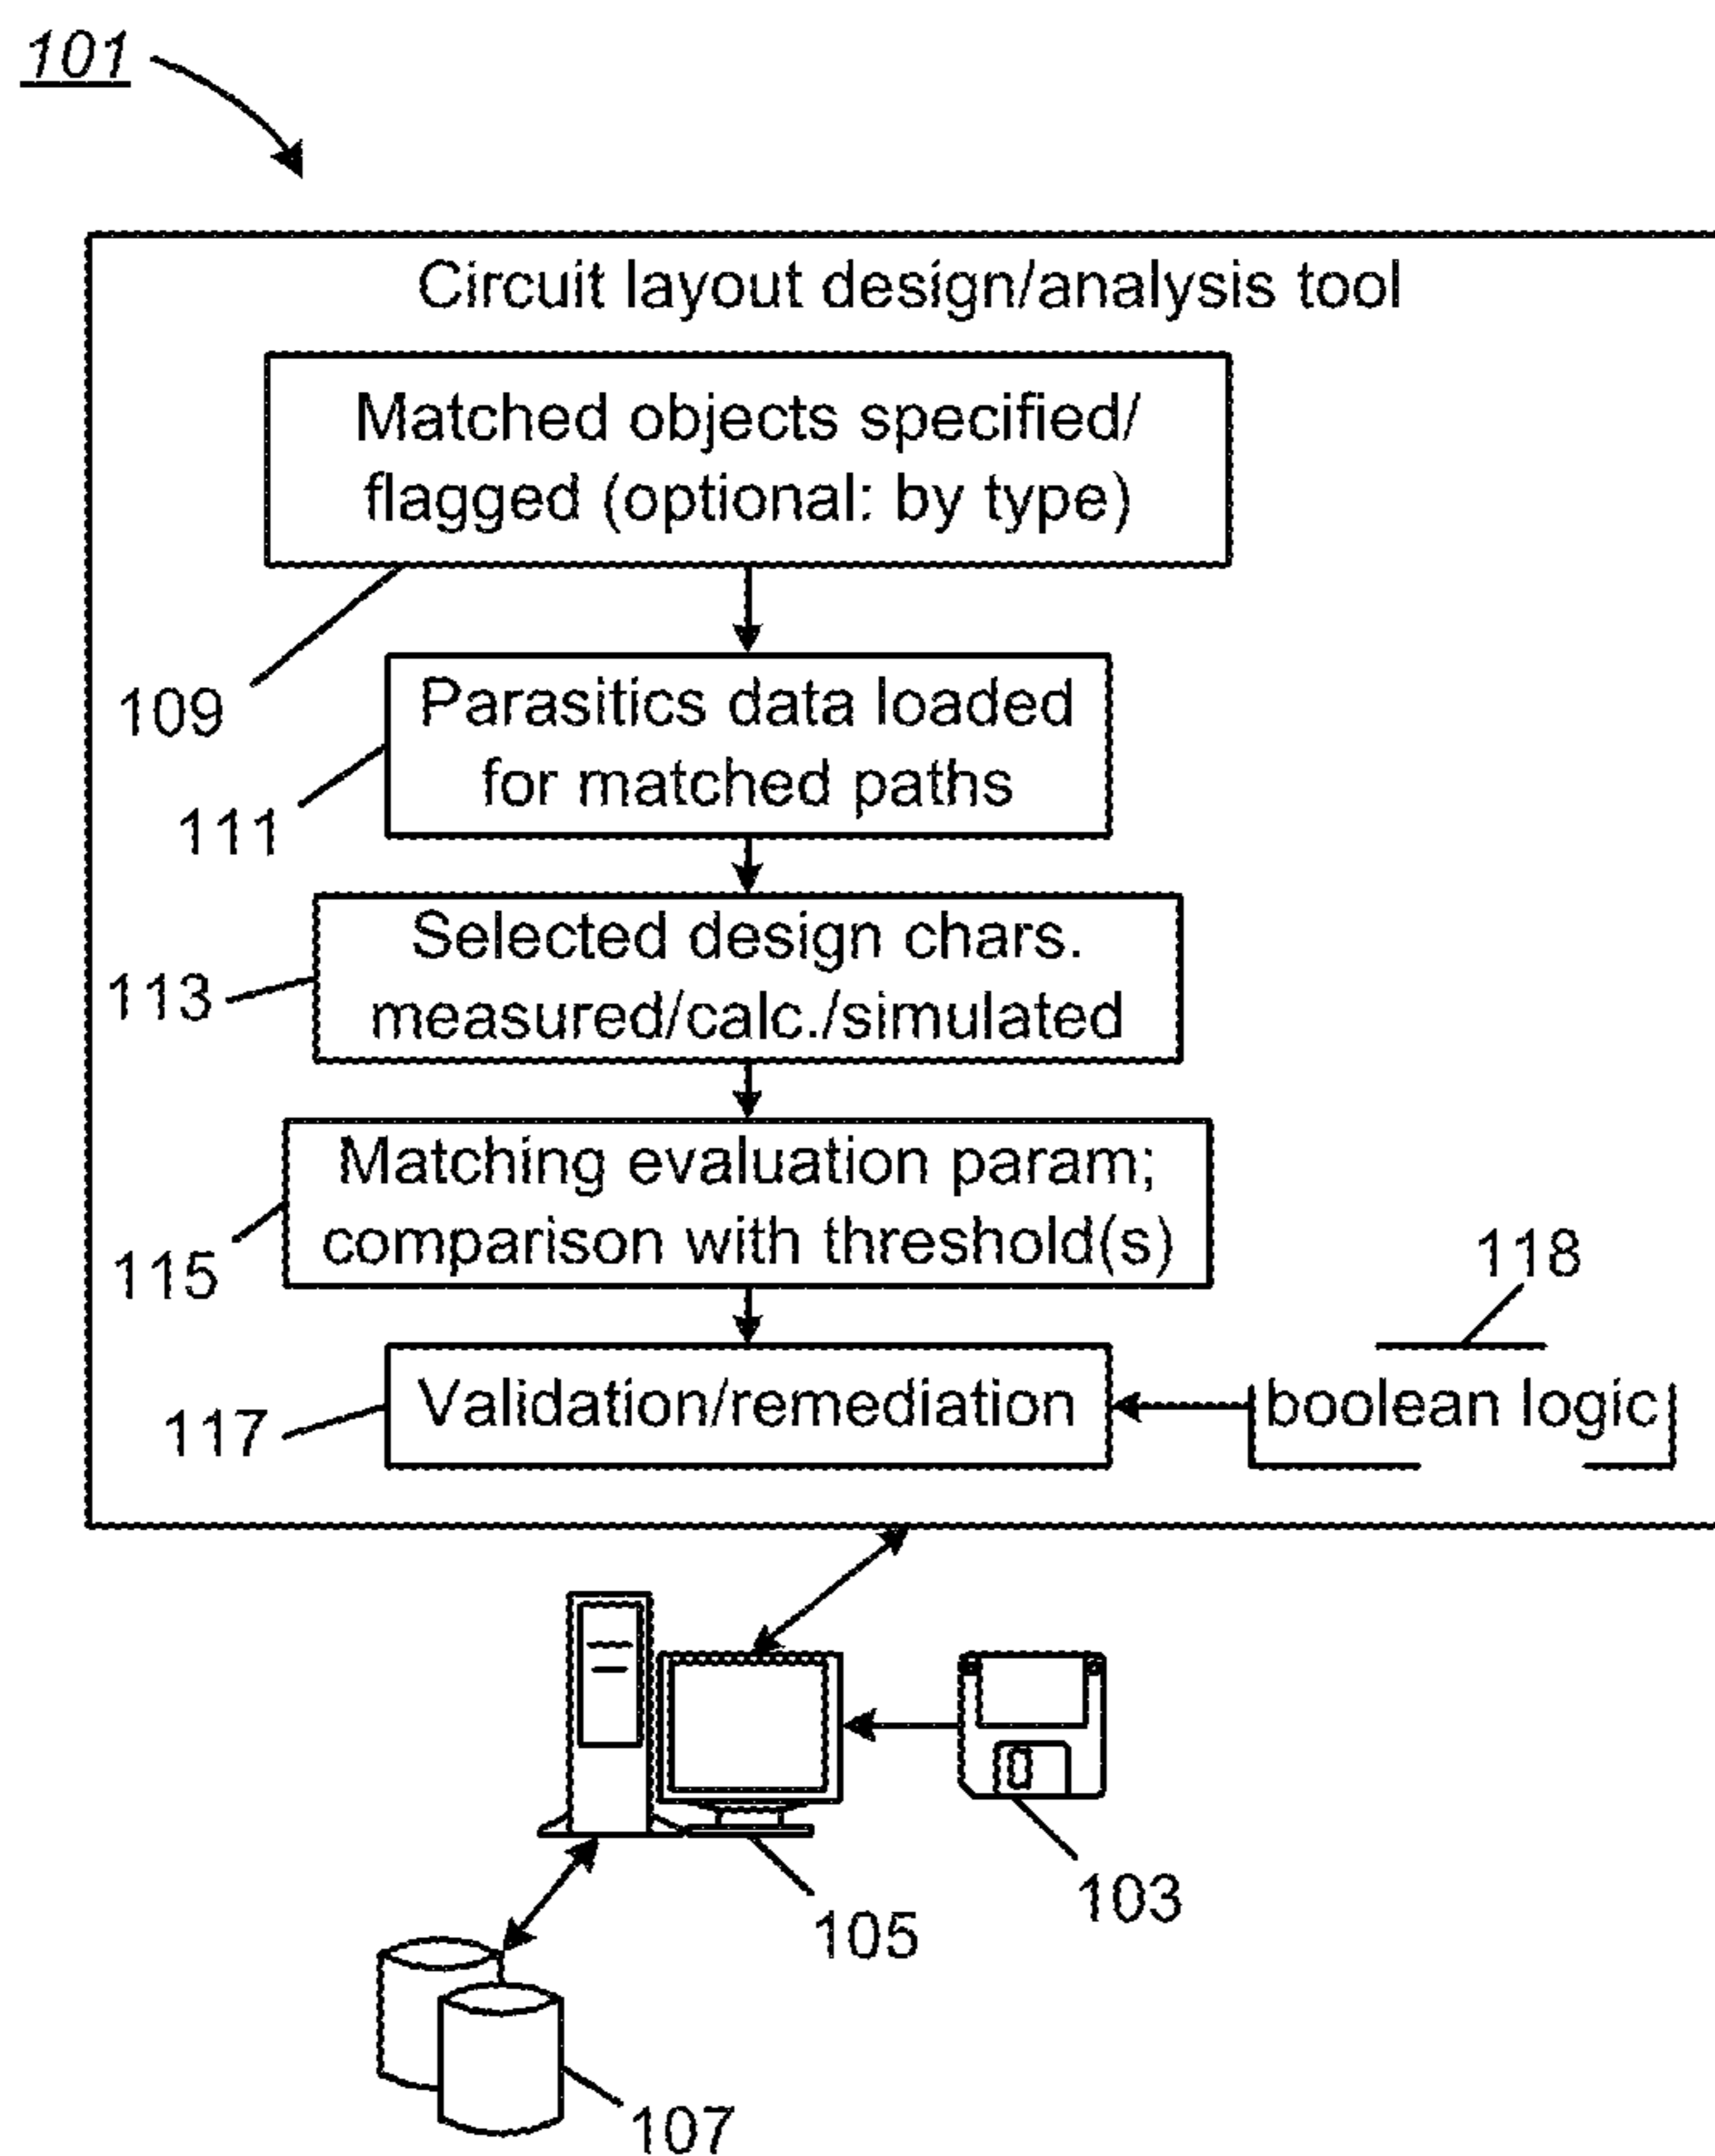 101
Circuit layout design/analysis tool
Matched objects specified/
flagged (optional: by type)
109
Parasitics data loaded
for matched paths
111
Selected design chars.
measured/calc./simulated
113
Matching evaluation param;
comparison with threshold(s)
115
118
Validation/remediation
boolean logic
117
103
105
107